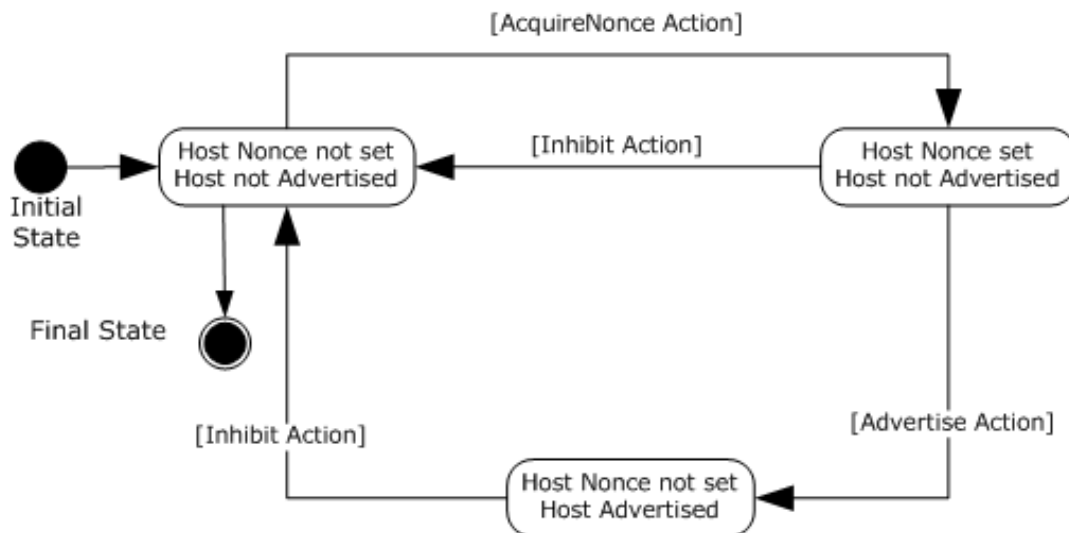 [AcquireNonce Action]
Host Nonce not set
Host not Advertised
[Inhibit Action]
Host Nonce set
Host not Advertised
Initial
State
Final State
[Inhibit Action]
[Advertise Action]
Host Nonce not set
Host Advertised